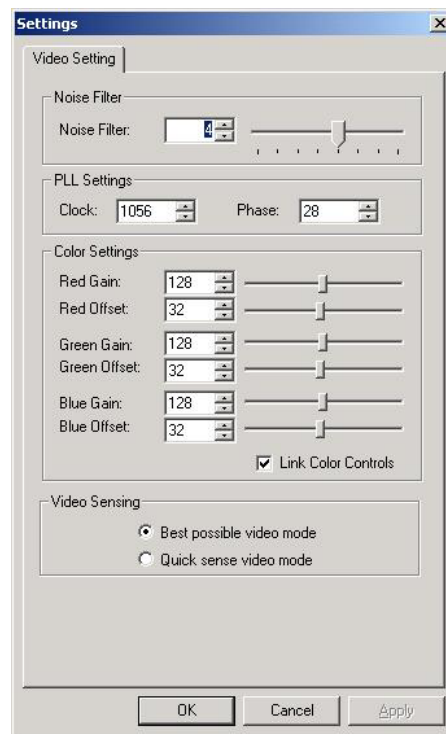 Settings
Video Setting
Noise Filter
Noise Filter: 4
PLL Settings
Clock: 1056 Phase: 28
Color Settings
Red Gain: 128
Red Offset: 32
Green Gain: 128
Green Offset: 32
Blue Gain: 128
Blue Offset: 32
Link Color Controls
Video Sensing
Best possible video mode
Quick sense video mode
OK Cancel Apply